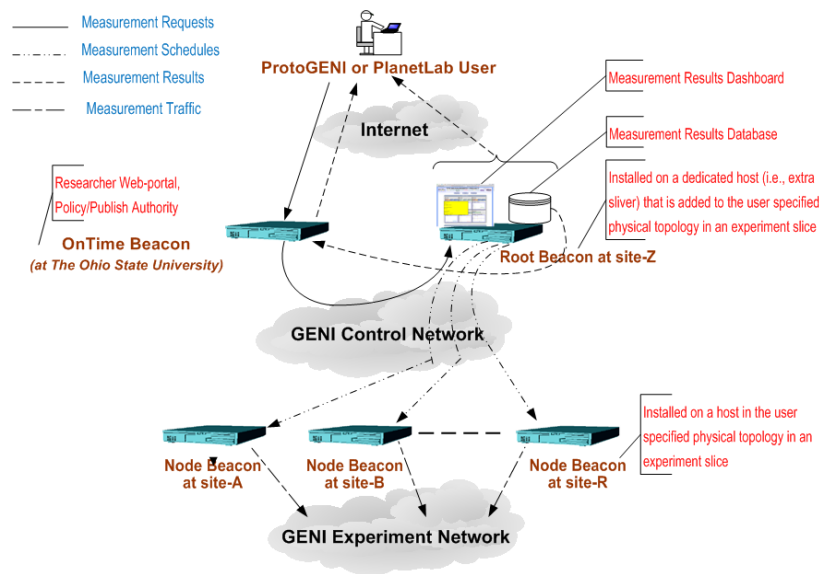 Measurement Requests
Measurement Schedules
Measurement Results
Measurement Traffic
ProtoGENI or PlanetLab User
Internet
Measurement Results Dashboard
Measurement Results Database
Researcher Web-portal,
Policy/Publish Authority
OnTime Beacon
(at The Ohio State University)
Installed on a dedicated host (i.e., extra
sliver) that is added to the user specified
physical topology in an experiment slice
Root Beacon at site-Z
GENI Control Network
Node Beacon
at site-A
Node Beacon
at site-B
Node Beacon
at site-R
Installed on a host in the user
specified physical topology in an
experiment slice
GENI Experiment Network